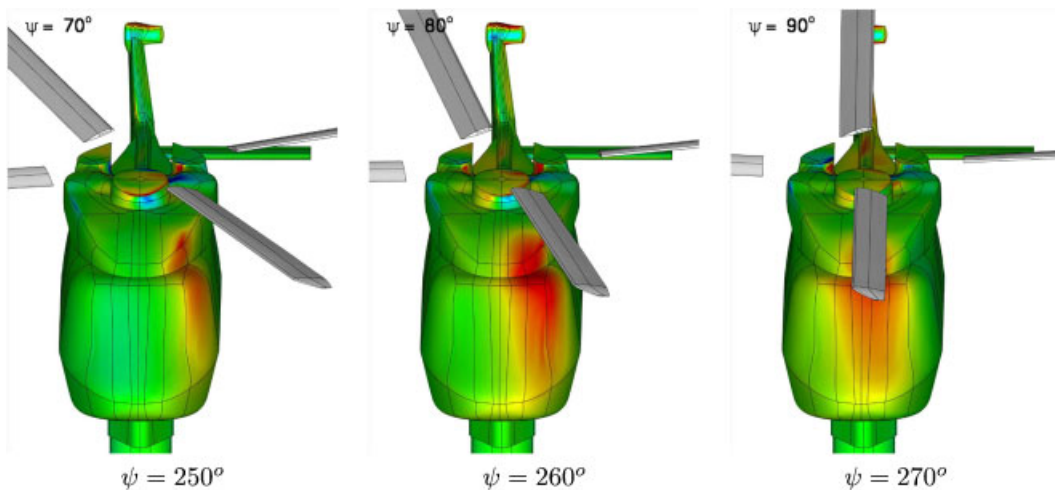 ψ = 70°
ψ = 80°
ψ = 90°
ψ = 250°
ψ = 260°
ψ = 270°